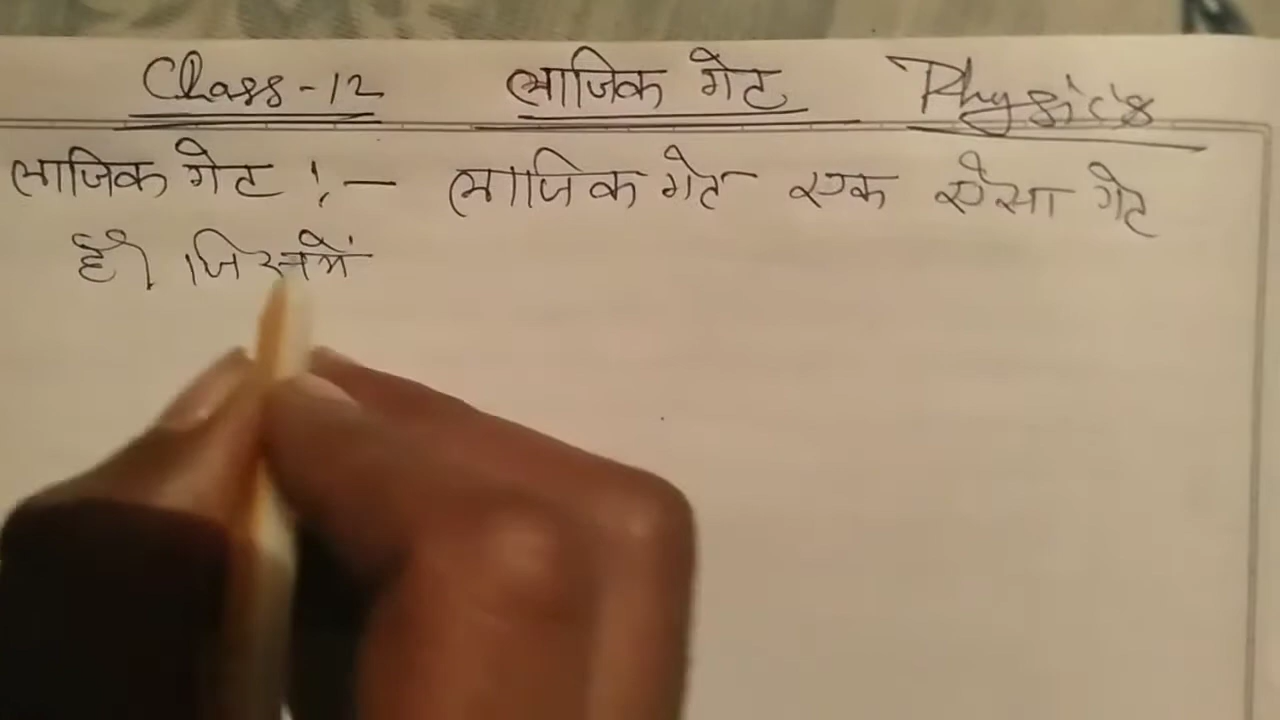 Class-12 लाजिक गेट Physics
लाजिक गेट :- लाजिक गेट एक ऐसा गेट
है। जिसमें